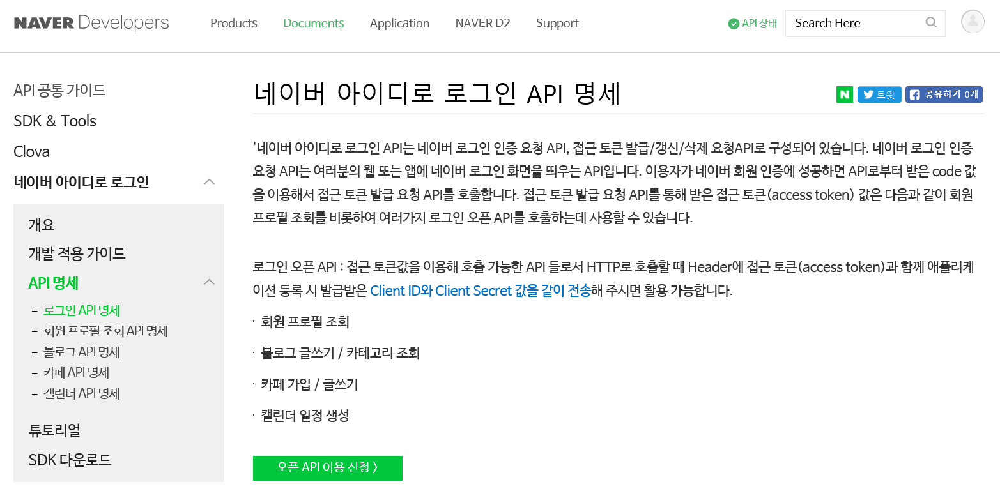 NAVER Developers
Products Documents Application NAVER D2 Support
API 상태
Search Here
API 공통 가이드
SDK & Tools
Clova
네이버 아이디로 로그인
개요
개발 적용 가이드
API 명세
– 로그인 API 명세
– 회원 프로필 조회 API 명세
– 블로그 API 명세
– 카페 API 명세
– 캘린더 API 명세
튜토리얼
SDK 다운로드
네이버 아이디로 로그인 API 명세
N 트윗 공유하기 0개
'네이버 아이디로 로그인 API는 네이버 로그인 인증 요청 API, 접근 토큰 발급/갱신/삭제 요청API로 구성되어 있습니다. 네이버 로그인 인증
요청 API는 여러분의 웹 또는 앱에 네이버 로그인 화면을 띄우는 API입니다. 이용자가 네이버 회원 인증에 성공하면 API로부터 받은 code 값
을 이용해서 접근 토큰 발급 요청 API를 호출합니다. 접근 토큰 발급 요청 API를 통해 받은 접근 토큰(access token) 값은 다음과 같이 회원
프로필 조회를 비롯하여 여러가지 로그인 오픈 API를 호출하는데 사용할 수 있습니다.
로그인 오픈 API : 접근 토큰값을 이용해 호출 가능한 API 들로서 HTTP로 호출할 때 Header에 접근 토큰(access token)과 함께 애플리케
이션 등록 시 발급받은 Client ID와 Client Secret 값을 같이 전송해 주시면 활용 가능합니다.
· 회원 프로필 조회
· 블로그 글쓰기 / 카테고리 조회
· 카페 가입 / 글쓰기
· 캘린더 일정 생성
오픈 API 이용 신청 >